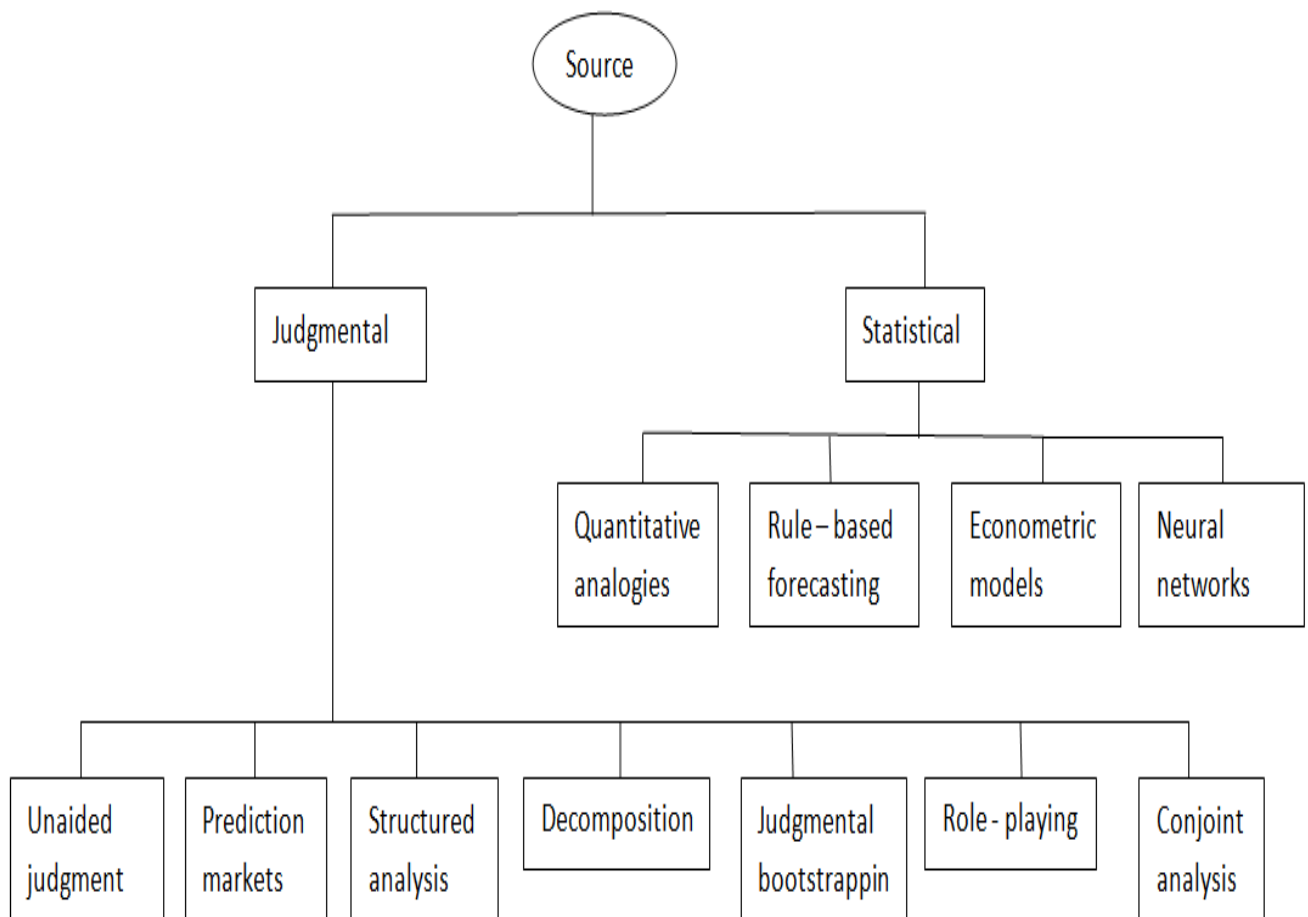 Source
Judgmental
Statistical
Quantitative
analogies
Rule – based
forecasting
Econometric
models
Neural
networks
Unaided
judgment
Prediction
markets
Structured
analysis
Decomposition
Judgmental
bootstrappin
Role - playing
Conjoint
analysis